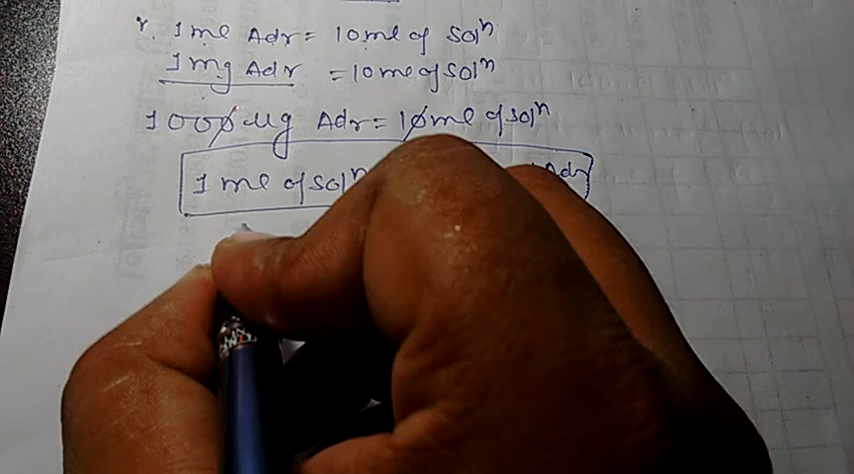 r. 1 ml Adr = 10 ml of solⁿ
1 mg Adr = 10 ml of solⁿ
1000 μg Adr = 10 ml of solⁿ
1 ml of solⁿ Adr